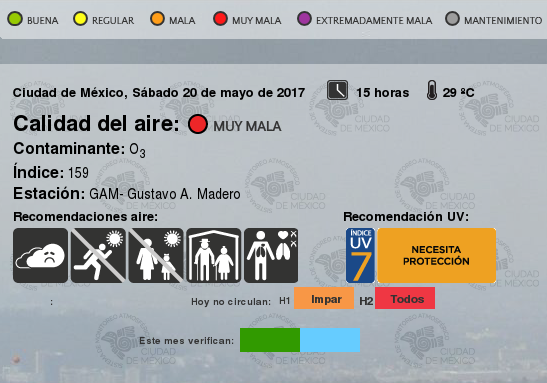 BUENA REGULAR MALA MUY MALA EXTREMADAMENTE MALA MANTENIMIENTO
Ciudad de México, Sábado 20 de mayo de 2017 15 horas 29 ºC
Calidad del aire: MUY MALA
Contaminante: O3
Índice: 159
Estación: GAM- Gustavo A. Madero
Recomendaciones aire: Recomendación UV:
ÍNDICE UV 7
NECESITA
PROTECCIÓN
: Hoy no circulan: H1 Impar H2 Todos
Este mes verifican:
CIUDAD
DE MÉXICO